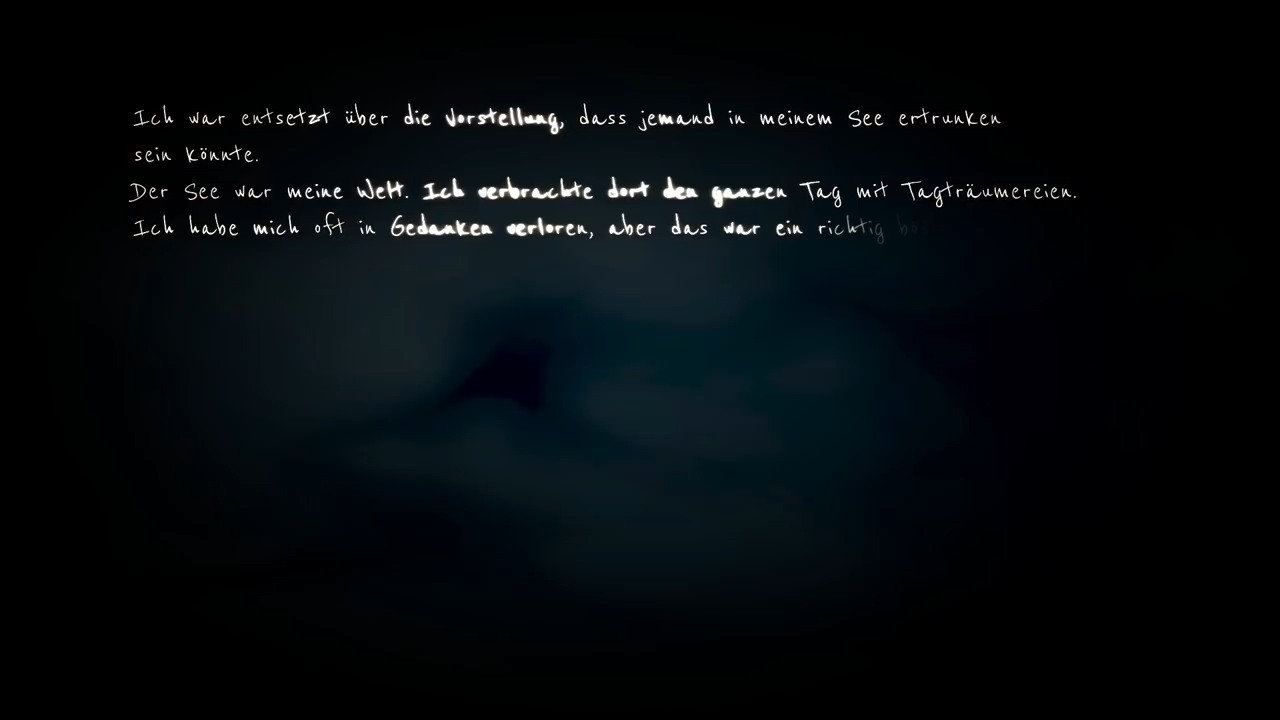 Ich war entsetzt über die Vorstellung, dass jemand in meinem See ertrunken
sein könnte.
Der See war meine Welt. Ich verbrachte dort den ganzen Tag mit Tagträumereien.
Ich habe mich oft in Gedanken verloren, aber das war ein richtig